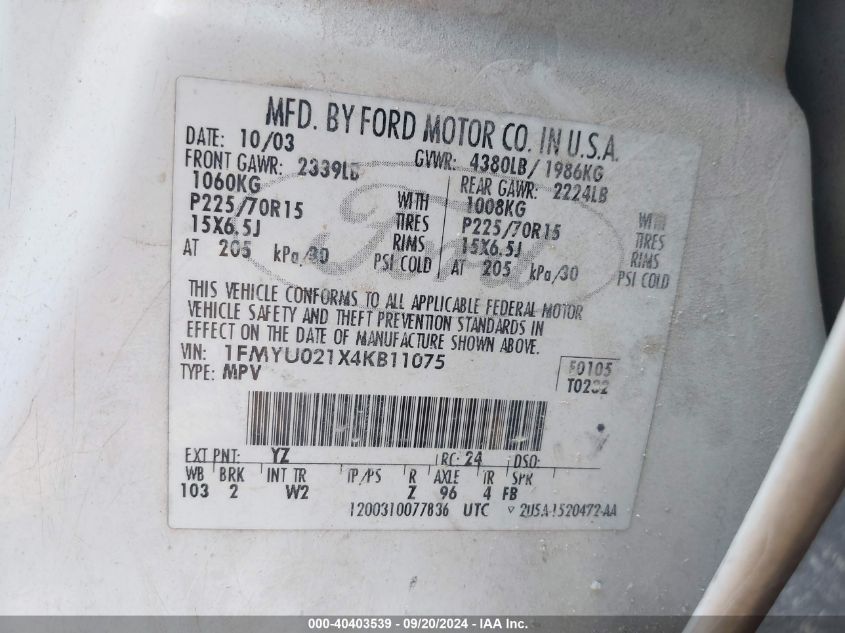 MFD. BY FORD MOTOR CO. IN U.S.A.
DATE: 10/03 GVWR: 4380LB/ 1986KG
FRONT GAWR: 2339LB REAR GAWR: 2224LB
1060KG WITH 1008KG WITH
P225/70R15 TIRES P225/70R15 TIRES
15X6.5J RIMS 15X6.5J RIMS
AT 205 kPa/30 PSI COLD AT 205 kPa/30 PSI COLD
Ford
THIS VEHICLE CONFORMS TO ALL APPLICABLE FEDERAL MOTOR
VEHICLE SAFETY AND THEFT PREVENTION STANDARDS IN
EFFECT ON THE DATE OF MANUFACTURE SHOWN ABOVE.
VIN: 1FMYU021X4KB11075
TYPE: MPV
F0105
T0202
EXT PNT: YZ RC: 24 DSO:
WB BRK INT TR TP/PS R AXLE TR SPR
103 2 W2 Z 96 4 FB
1200310077836 UTC 2U5A-1520472-AA
000-40403539 - 09/20/2024 - IAA Inc.